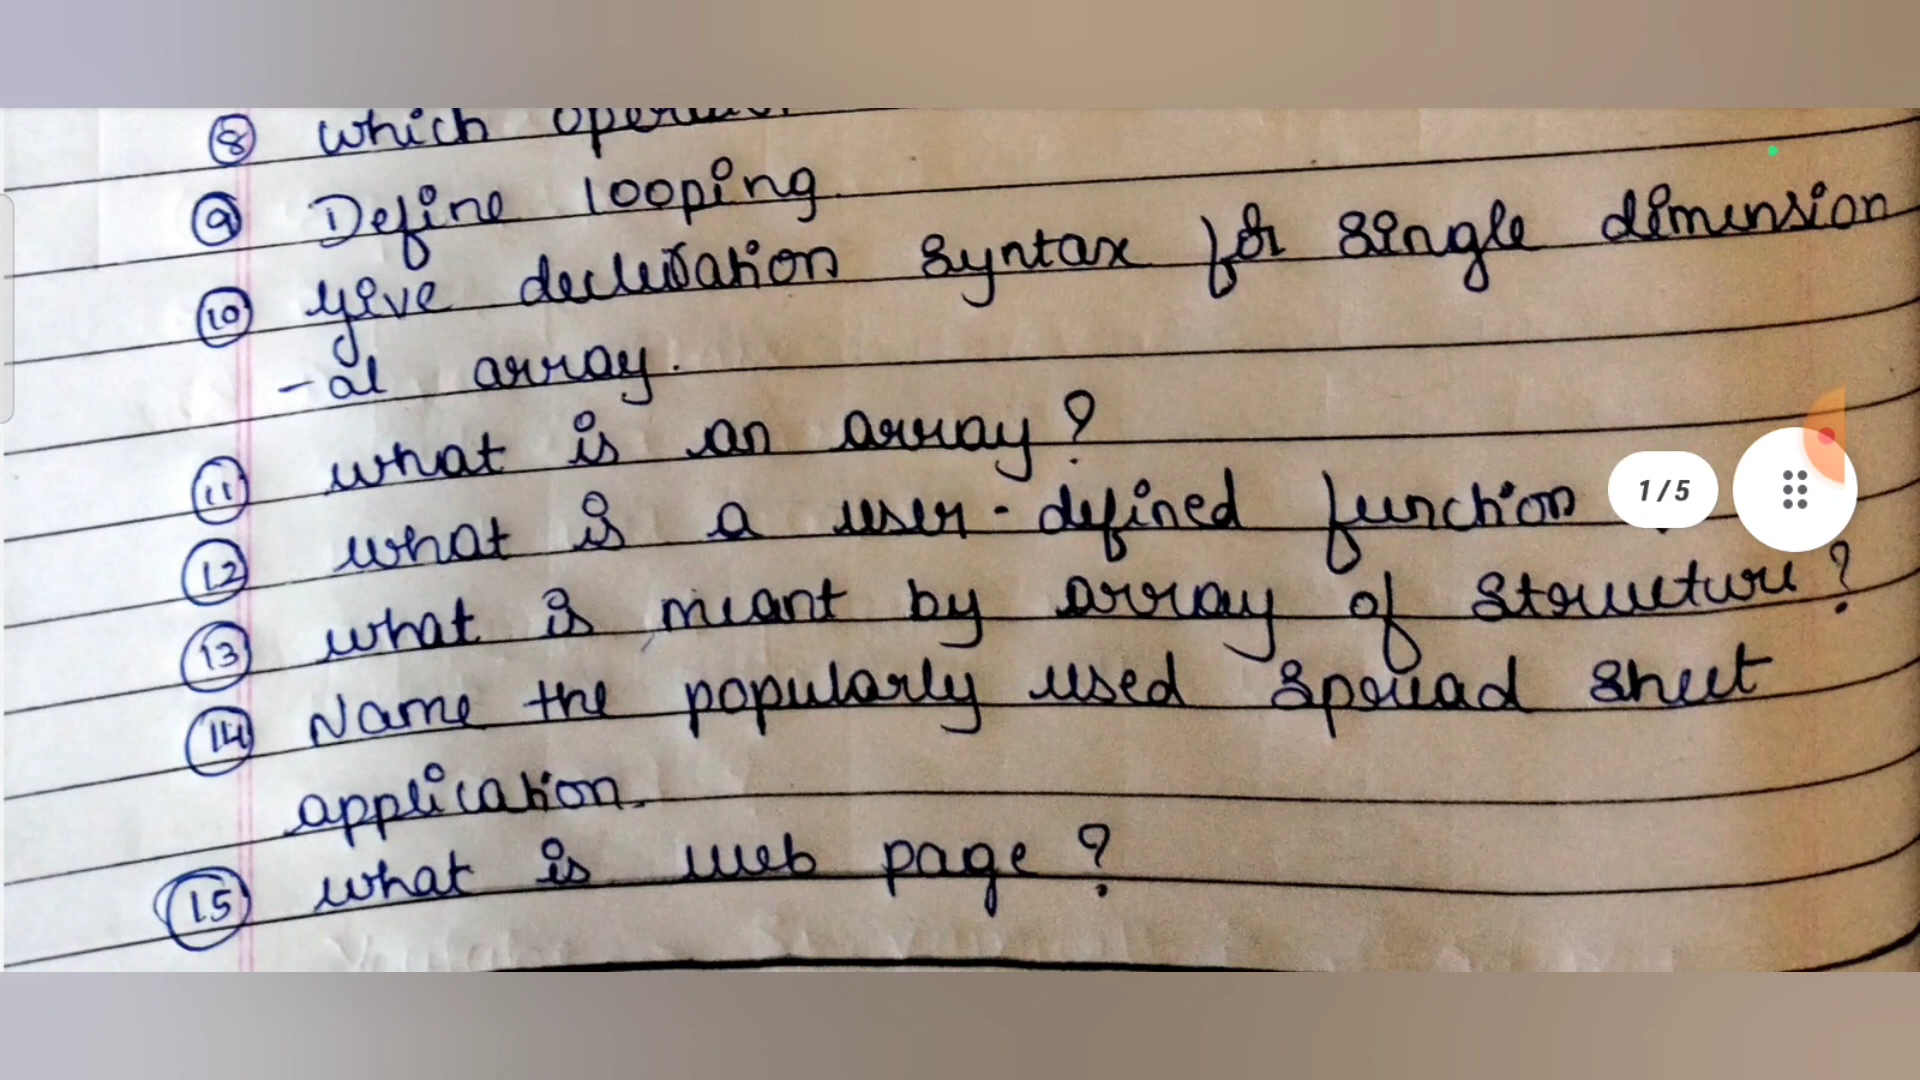 8 which
9 Define looping
10 Give declaration syntax for single dimension
-al array.
11 what is an array?
12 what is a user-defined function
1/5
13 what is meant by array of structure?
14 Name the popularly used spread sheet
application.
15 what is web page?